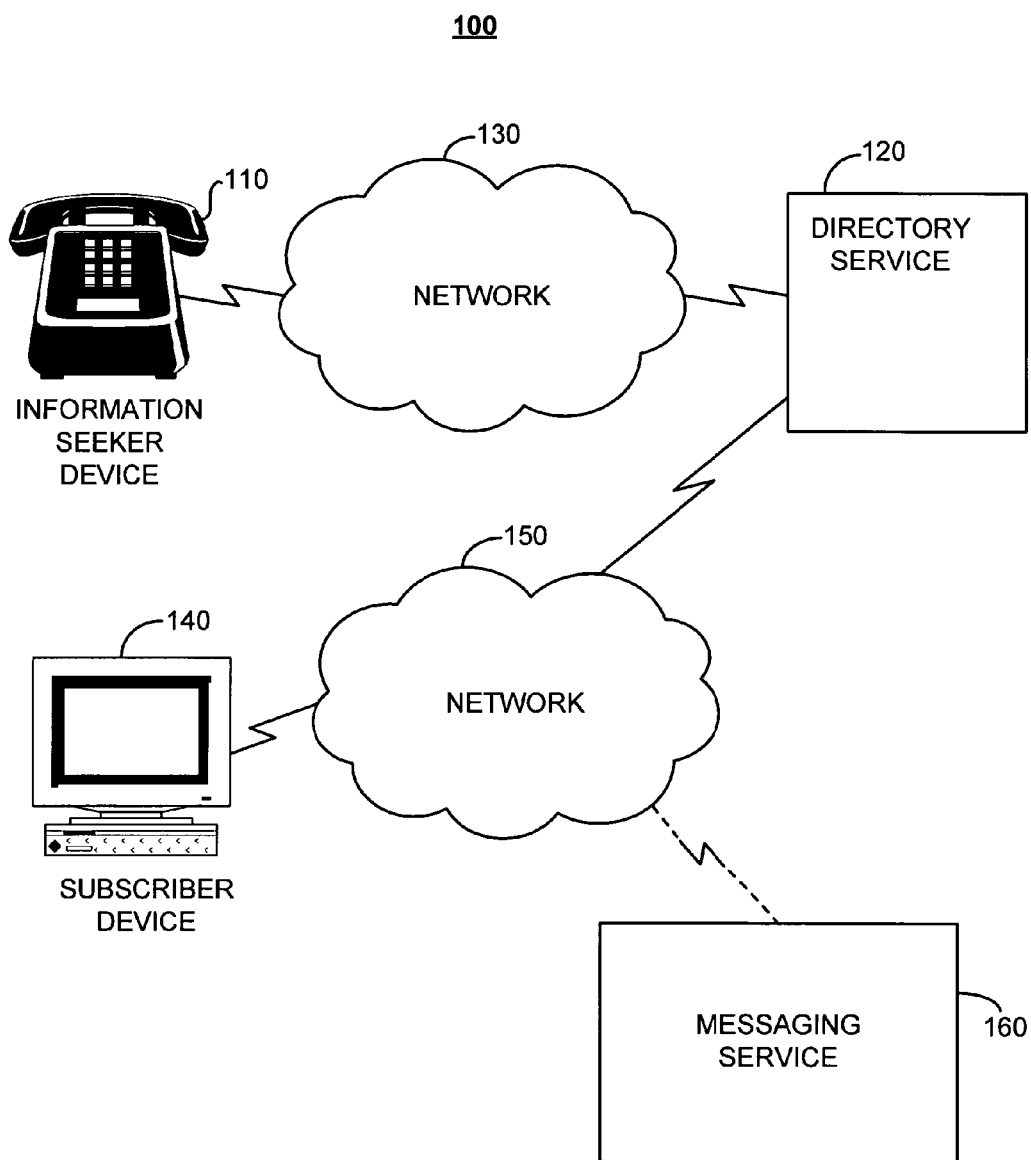 100
130
120
110
DIRECTORY
SERVICE
NETWORK
INFORMATION
SEEKER
DEVICE
150
140
NETWORK
SUBSCRIBER
DEVICE
MESSAGING
SERVICE
160